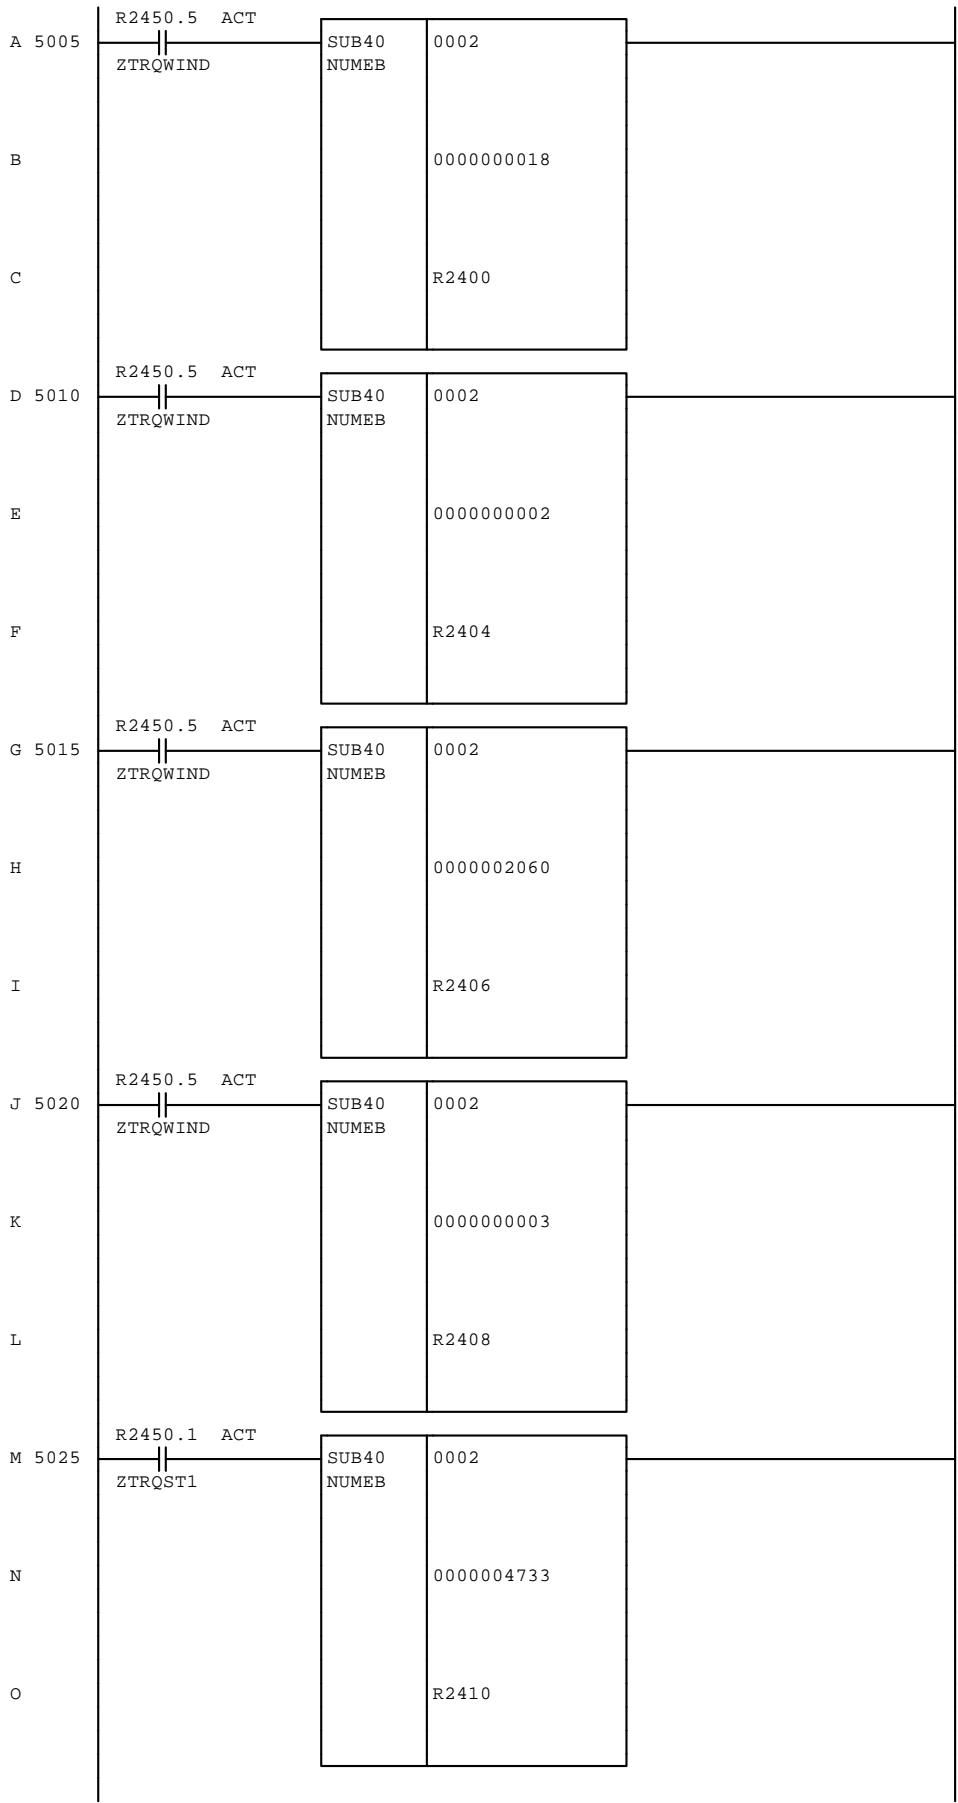 R2450.5 ACT
A 5005 SUB40 0002
ZTRQWIND NUMEB
B 0000000018
C R2400
R2450.5 ACT
D 5010 SUB40 0002
ZTRQWIND NUMEB
E 0000000002
F R2404
R2450.5 ACT
G 5015 SUB40 0002
ZTRQWIND NUMEB
H 0000002060
I R2406
R2450.5 ACT
J 5020 SUB40 0002
ZTRQWIND NUMEB
K 0000000003
L R2408
R2450.1 ACT
M 5025 SUB40 0002
ZTRQST1 NUMEB
N 0000004733
O R2410